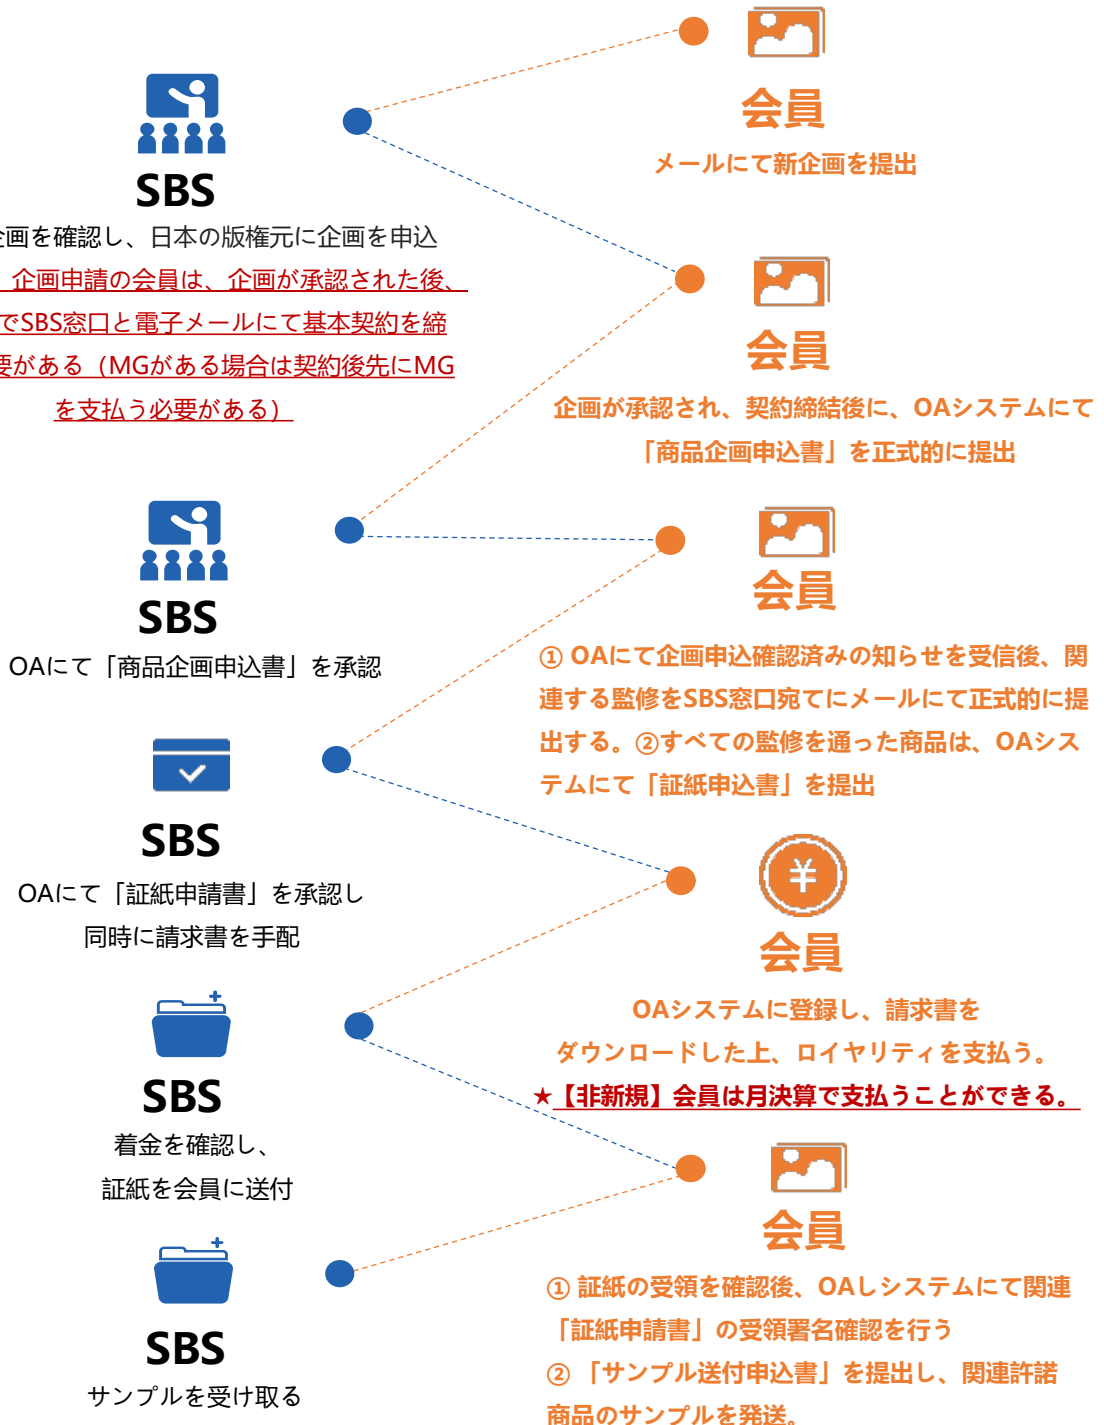 会員
メールにて新企画を提出
SBS
企画を確認し、日本の版権元に企画を申込
企画申請の会員は、企画が承認された後、
でSBS窓口と電子メールにて基本契約を締
要がある（MGがある場合は契約後先にMG
を支払う必要がある）
会員
企画が承認され、契約締結後に、OAシステムにて
「商品企画申込書」を正式的に提出
SBS
OAにて「商品企画申込書」を承認
会員
① OAにて企画申込確認済みの知らせを受信後、関
連する監修をSBS窓口宛てにメールにて正式的に提
出する。②すべての監修を通った商品は、OAシス
テムにて「証紙申込書」を提出
SBS
OAにて「証紙申請書」を承認し
同時に請求書を手配
会員
OAシステムに登録し、請求書を
ダウンロードした上、ロイヤリティを支払う。
★【非新規】会員は月決算で支払うことができる。
SBS
着金を確認し、
証紙を会員に送付
会員
① 証紙の受領を確認後、OAしシステムにて関連
「証紙申請書」の受領署名確認を行う
② 「サンプル送付申込書」を提出し、関連許諾
商品のサンプルを発送。
SBS
サンプルを受け取る